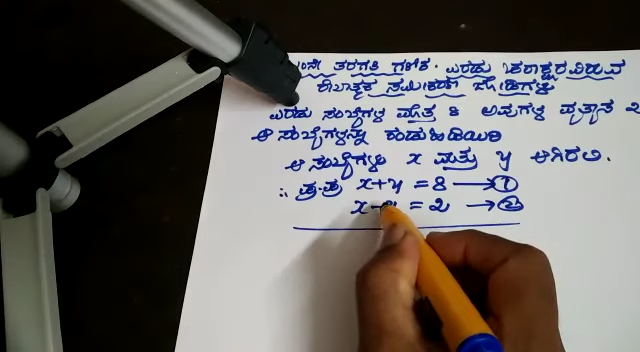 10ನೇ ತರಗತಿ ಗಣಿತ. ಎರಡು ಚರಾಕ್ಷರವಿರುವ
ರೇಖಾತ್ಮಕ ಸಮೀಕರಣ ಜೋಡಿಗಳು
ಎರಡು ಸಂಖ್ಯೆಗಳ ಮೊತ್ತ 8 ಅವುಗಳ ವ್ಯತ್ಯಾಸ 2
ಆ ಸಂಖ್ಯೆಗಳನ್ನು ಕಂಡುಹಿಡಿಯಿರಿ
ಆ ಸಂಖ್ಯೆಗಳು x ಮತ್ತು y ಆಗಿರಲಿ.
∴ ಪ್ರ.ಪ್ರ x+y = 8 → ①
x-y = 2 → ②